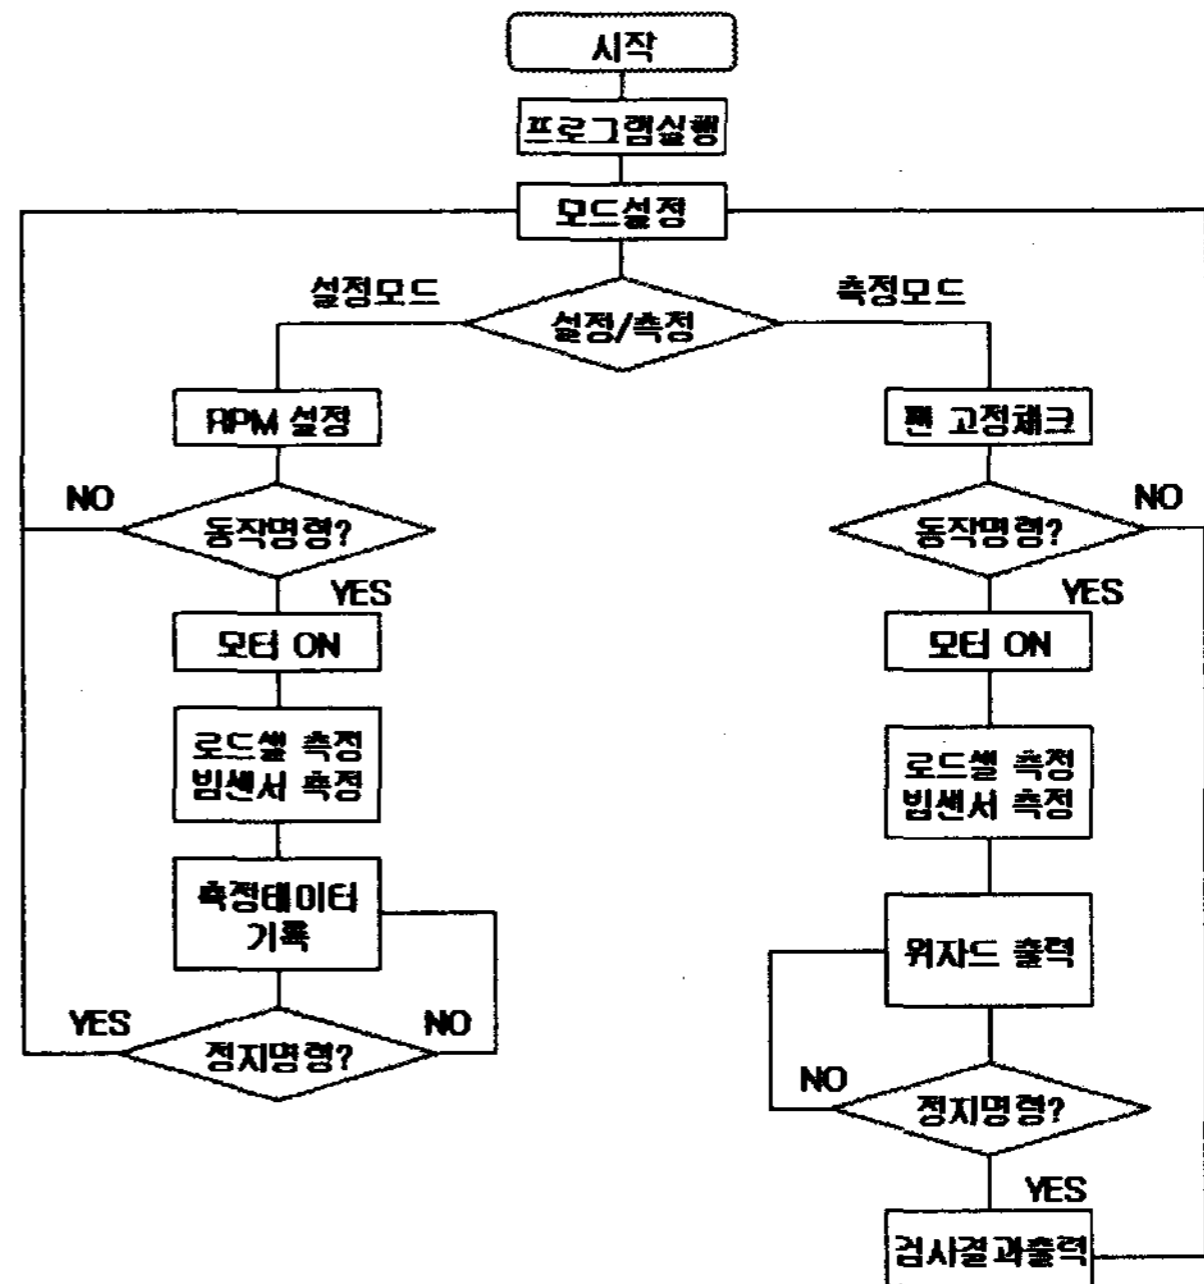 시작
프로그램실행
모드설정
설정모드
측정모드
설정/측정
RPM 설정
NO
동작명령?
YES
모터 ON
로드셀 측정
빔센서 측정
측정데이터
기록
YES
NO
정지명령?
팬 고정체크
NO
동작명령?
YES
모터 ON
로드셀 측정
빔센서 측정
위자드 출력
NO
정지명령?
YES
검사결과출력